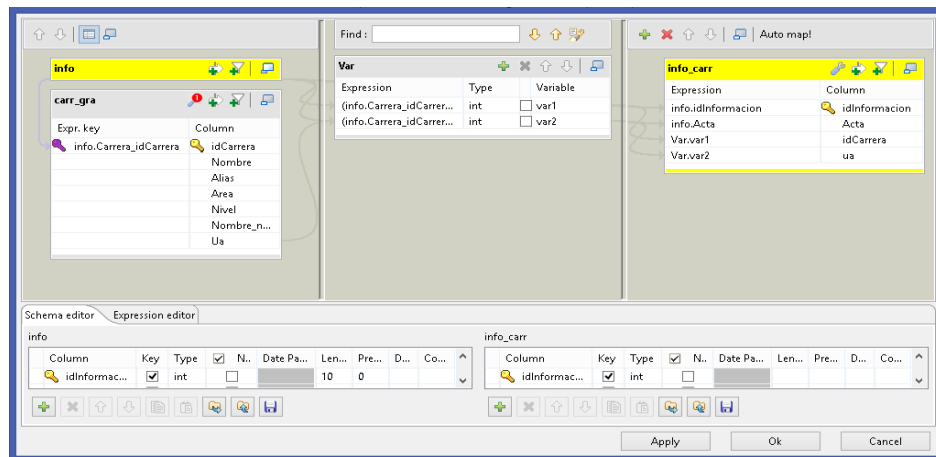 Find :
Auto map!
info
carr_gra
Expr. key Column
info.Carrera_idCarrera idCarrera
Nombre
Alias
Area
Nivel
Nombre_n...
Ua
Var
Expression Type Variable
(info.Carrera_idCarrer... int var1
(info.Carrera_idCarrer... int var2
info_carr
Expression Column
info.idInformacion idInformacion
info.Acta Acta
Var.var1 idCarrera
Var.var2 ua
Schema editor Expression editor
info
Column Key Type N.. Date Pa... Len... Pre... D... Co...
idInformac... int 10 0
info_carr
Column Key Type N.. Date Pa... Len... Pre... D... Co...
idInformac... int
Apply Ok Cancel